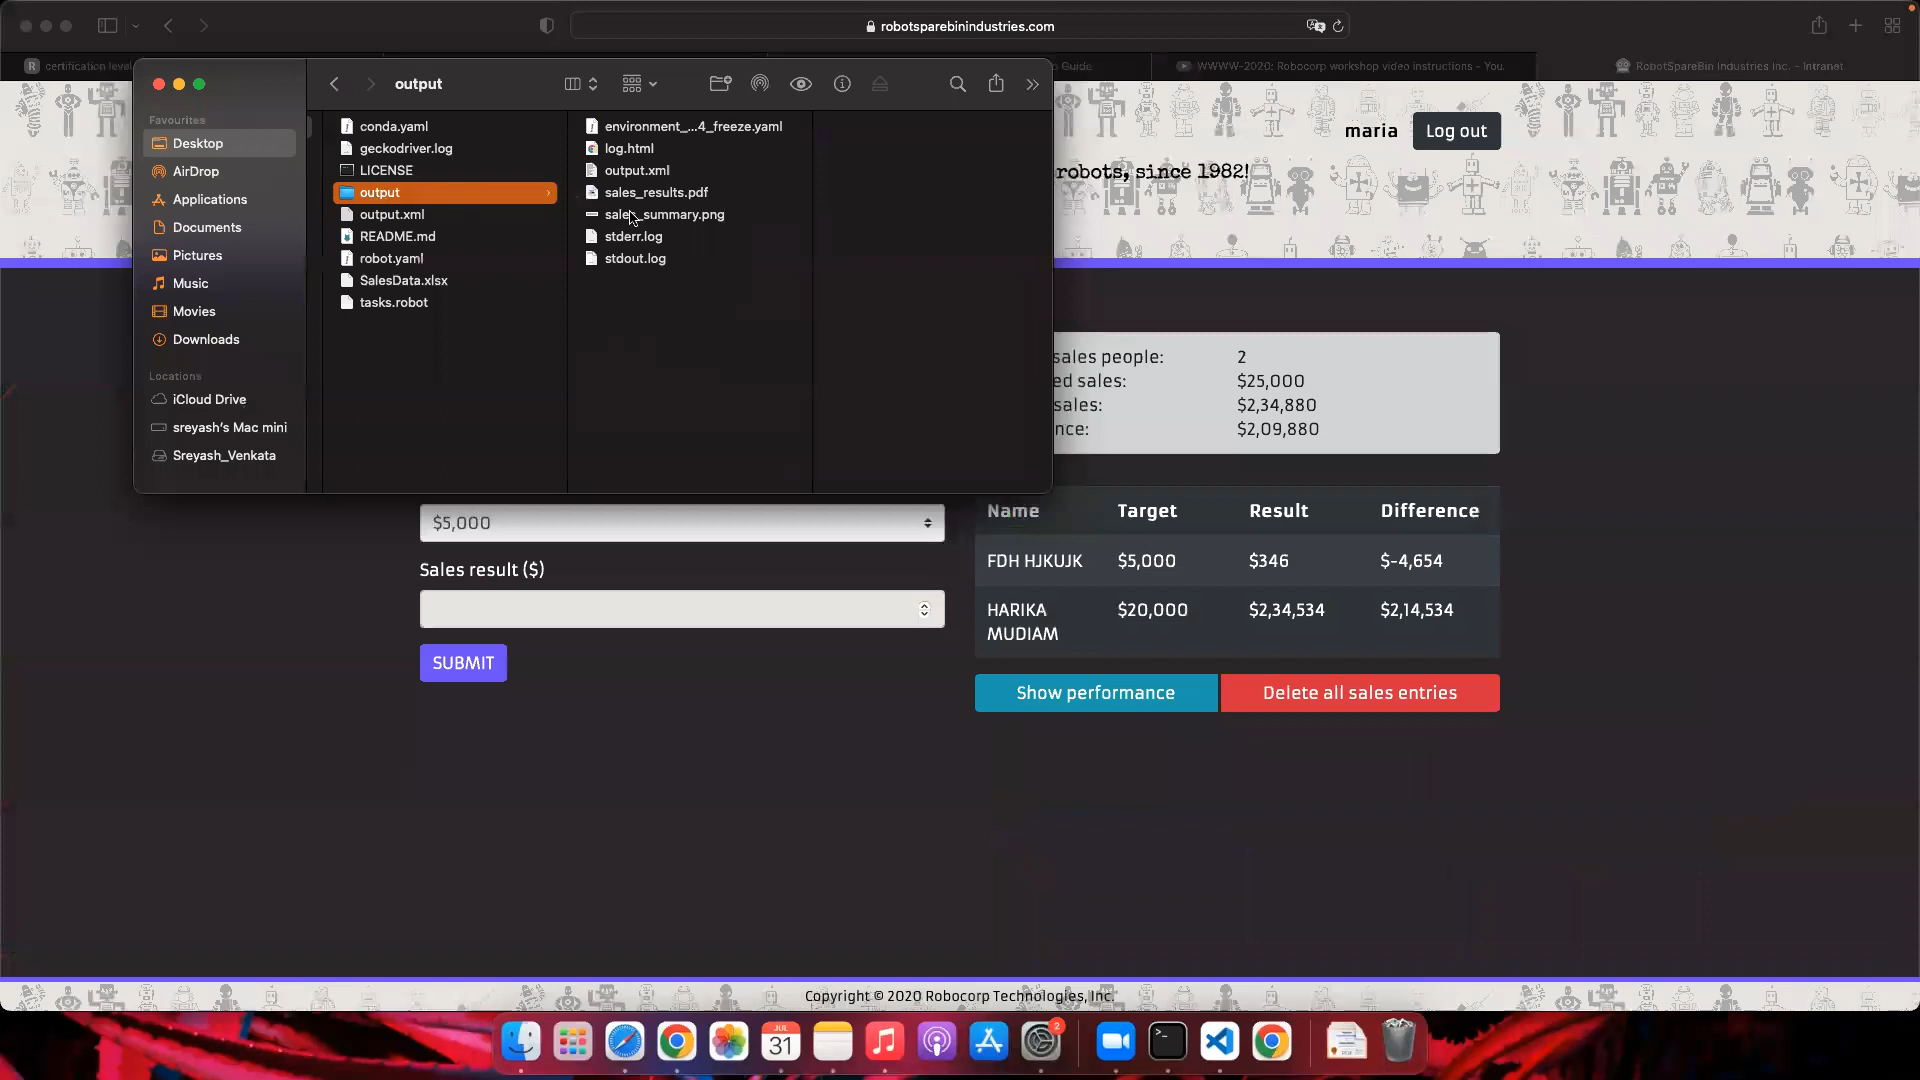 robotsparebinindustries.com
certification level
Guide
WWWW-2020: Robocorp workshop video instructions - You...
RobotSpareBin Industries Inc. - Intranet
output
Favourites
Desktop
AirDrop
Applications
Documents
Pictures
Music
Movies
Downloads
Locations
iCloud Drive
sreyash's Mac mini
Sreyash_Venkata
conda.yaml
geckodriver.log
LICENSE
output
output.xml
README.md
robot.yaml
SalesData.xlsx
tasks.robot
environment_...4_freeze.yaml
log.html
output.xml
sales_results.pdf
sales_summary.png
stderr.log
stdout.log
maria
Log out
robots, since 1982!
sales people: 2
ed sales: $25,000
sales: $2,34,880
nce: $2,09,880
$5,000
Sales result ($)
SUBMIT
Name Target Result Difference
FDH HJKUJK $5,000 $346 $-4,654
HARIKA MUDIAM $20,000 $2,34,534 $2,14,534
Show performance
Delete all sales entries
Copyright © 2020 Robocorp Technologies, Inc.
JUL
31
2